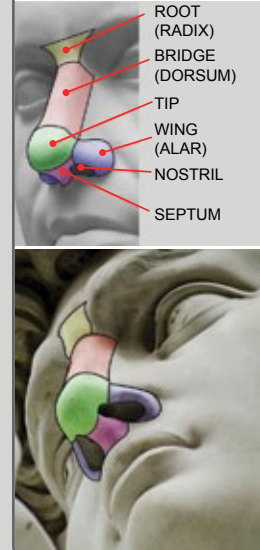 ROOT
(RADIX)
BRIDGE
(DORSUM)
TIP
WING
(ALAR)
NOSTRIL
SEPTUM